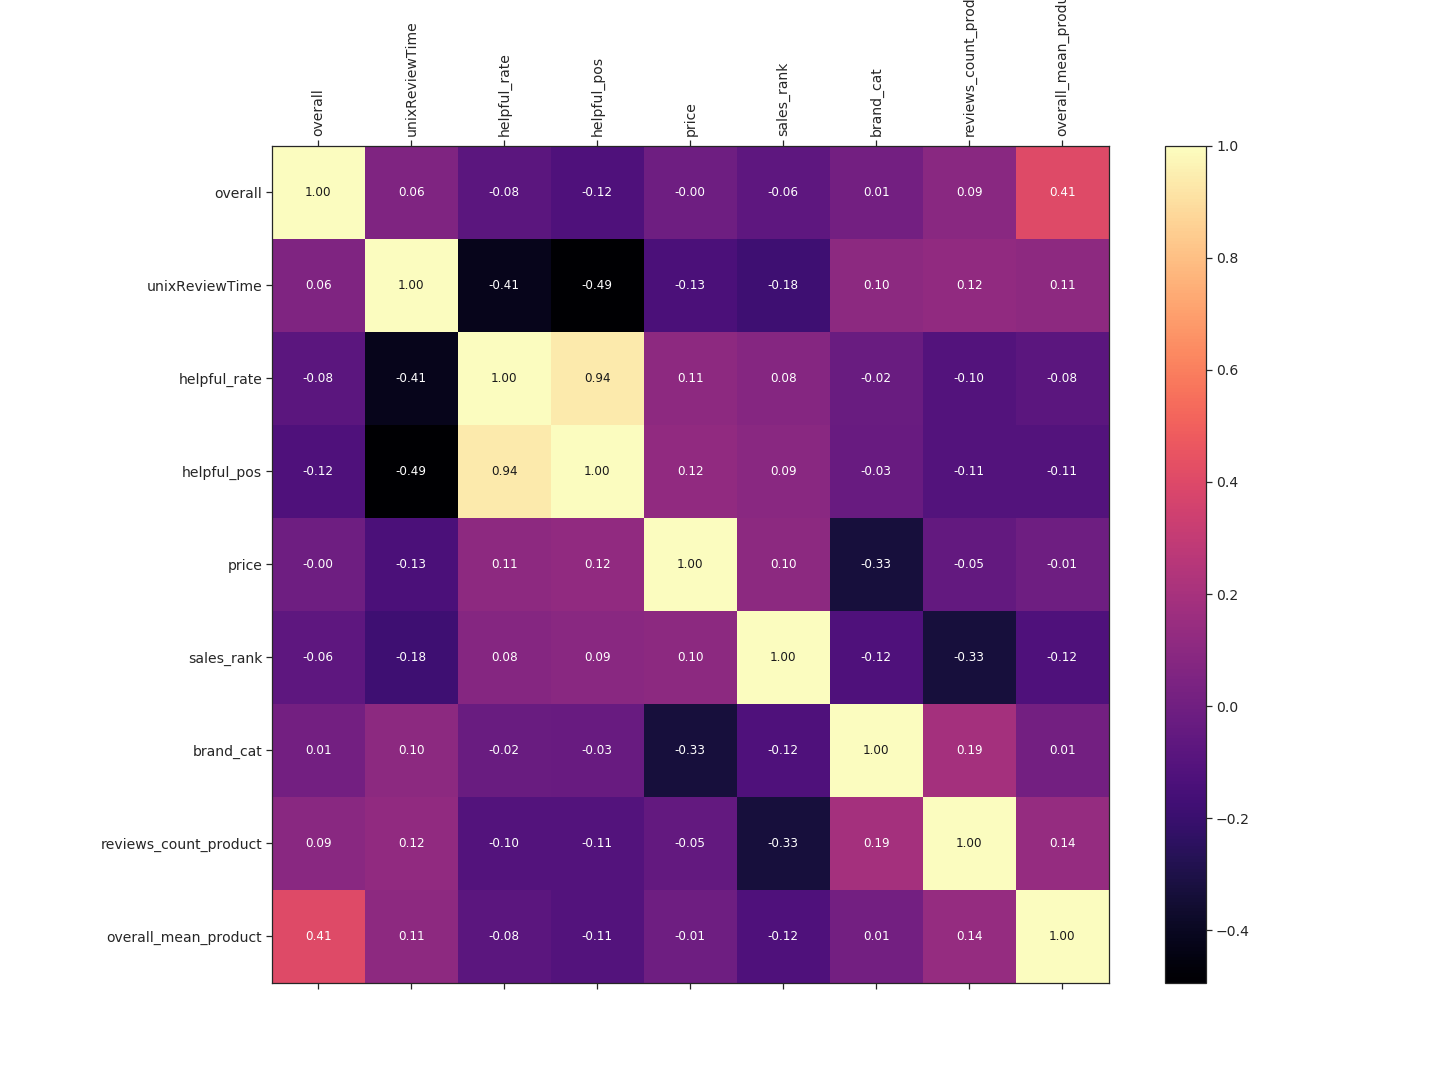 overall
unixReviewTime
helpful_rate
helpful_pos
price
sales_rank
brand_cat
reviews_count_prod
overall_mean_produ
overall 1.00 0.06 -0.08 -0.12 -0.00 -0.06 0.01 0.09 0.41
unixReviewTime 0.06 1.00 -0.41 -0.49 -0.13 -0.18 0.10 0.12 0.11
helpful_rate -0.08 -0.41 1.00 0.94 0.11 0.08 -0.02 -0.10 -0.08
helpful_pos -0.12 -0.49 0.94 1.00 0.12 0.09 -0.03 -0.11 -0.11
price -0.00 -0.13 0.11 0.12 1.00 0.10 -0.33 -0.05 -0.01
sales_rank -0.06 -0.18 0.08 0.09 0.10 1.00 -0.12 -0.33 -0.12
brand_cat 0.01 0.10 -0.02 -0.03 -0.33 -0.12 1.00 0.19 0.01
reviews_count_product 0.09 0.12 -0.10 -0.11 -0.05 -0.33 0.19 1.00 0.14
overall_mean_product 0.41 0.11 -0.08 -0.11 -0.01 -0.12 0.01 0.14 1.00
1.0
0.8
0.6
0.4
0.2
0.0
−0.2
−0.4